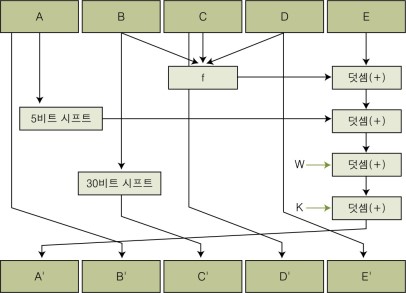 A B C D E
f
덧셈(+)
5비트 시프트
덧셈(+)
W
덧셈(+)
30비트 시프트
K
덧셈(+)
A' B' C' D' E'